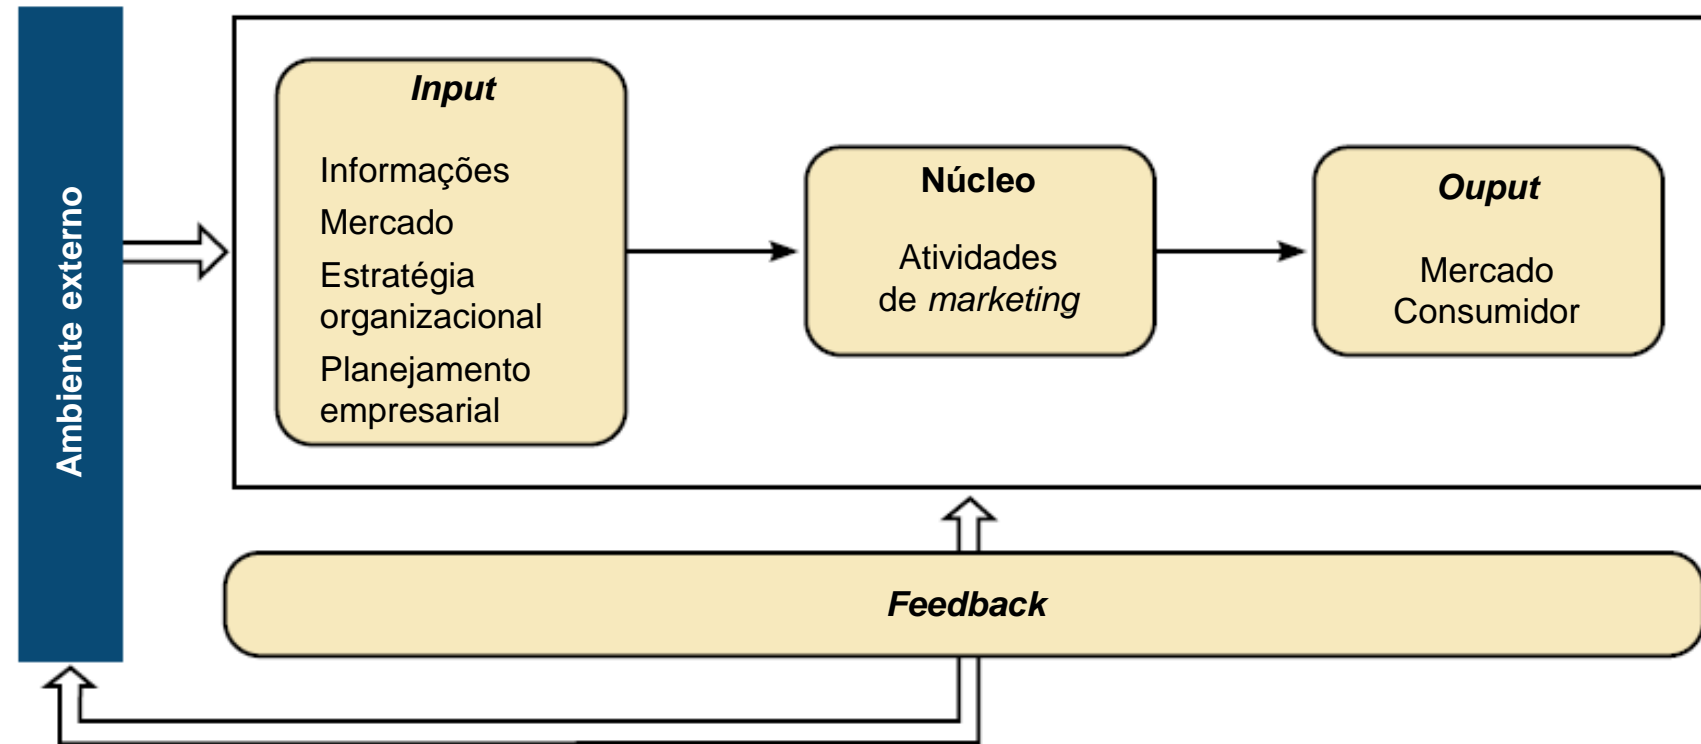 Ambiente externo
Input
Informações
Mercado
Estratégia
organizacional
Planejamento
empresarial
Núcleo
Atividades
de marketing
Ouput
Mercado
Consumidor
Feedback